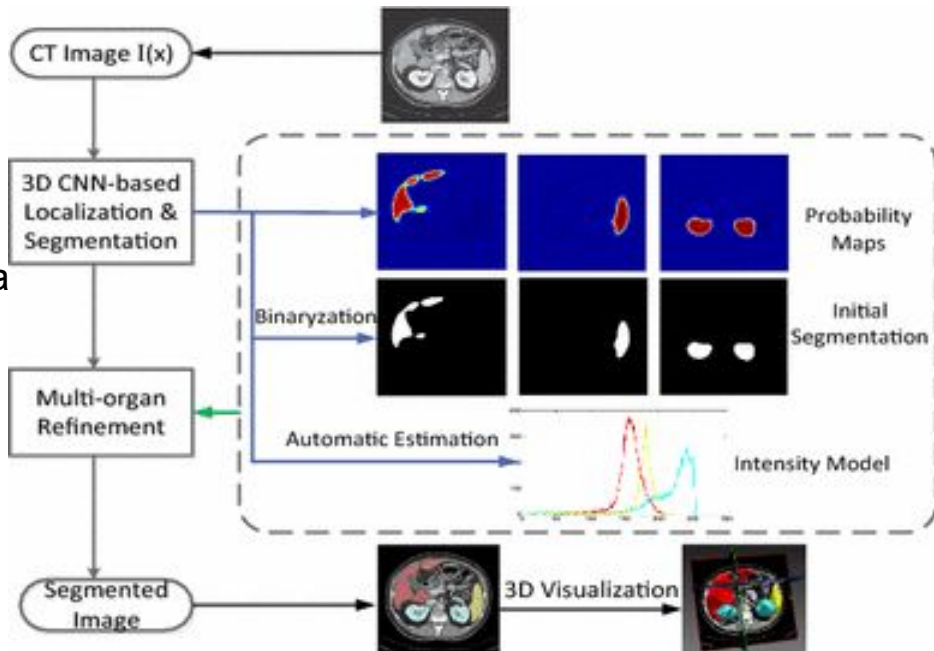 CT Image I(x)
3D CNN-based
Localization &
Segmentation
a
Probability
Maps
Binaryzation
Initial
Segmentation
Multi-organ
Refinement
Automatic Estimation
Intensity Model
Segmented
Image
3D Visualization